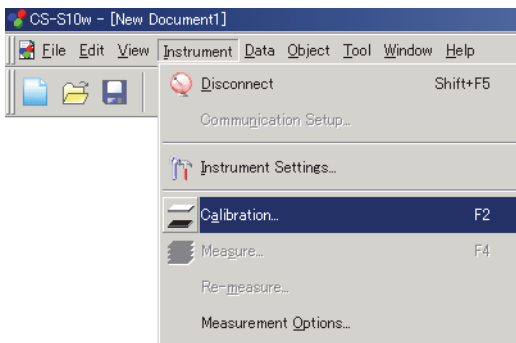 CS-S10w - [New Document1]
File Edit View Instrument Data Object Tool Window Help
Disconnect Shift+F5
Communication Setup...
Instrument Settings...
Calibration... F2
Measure... F4
Re-measure...
Measurement Options...